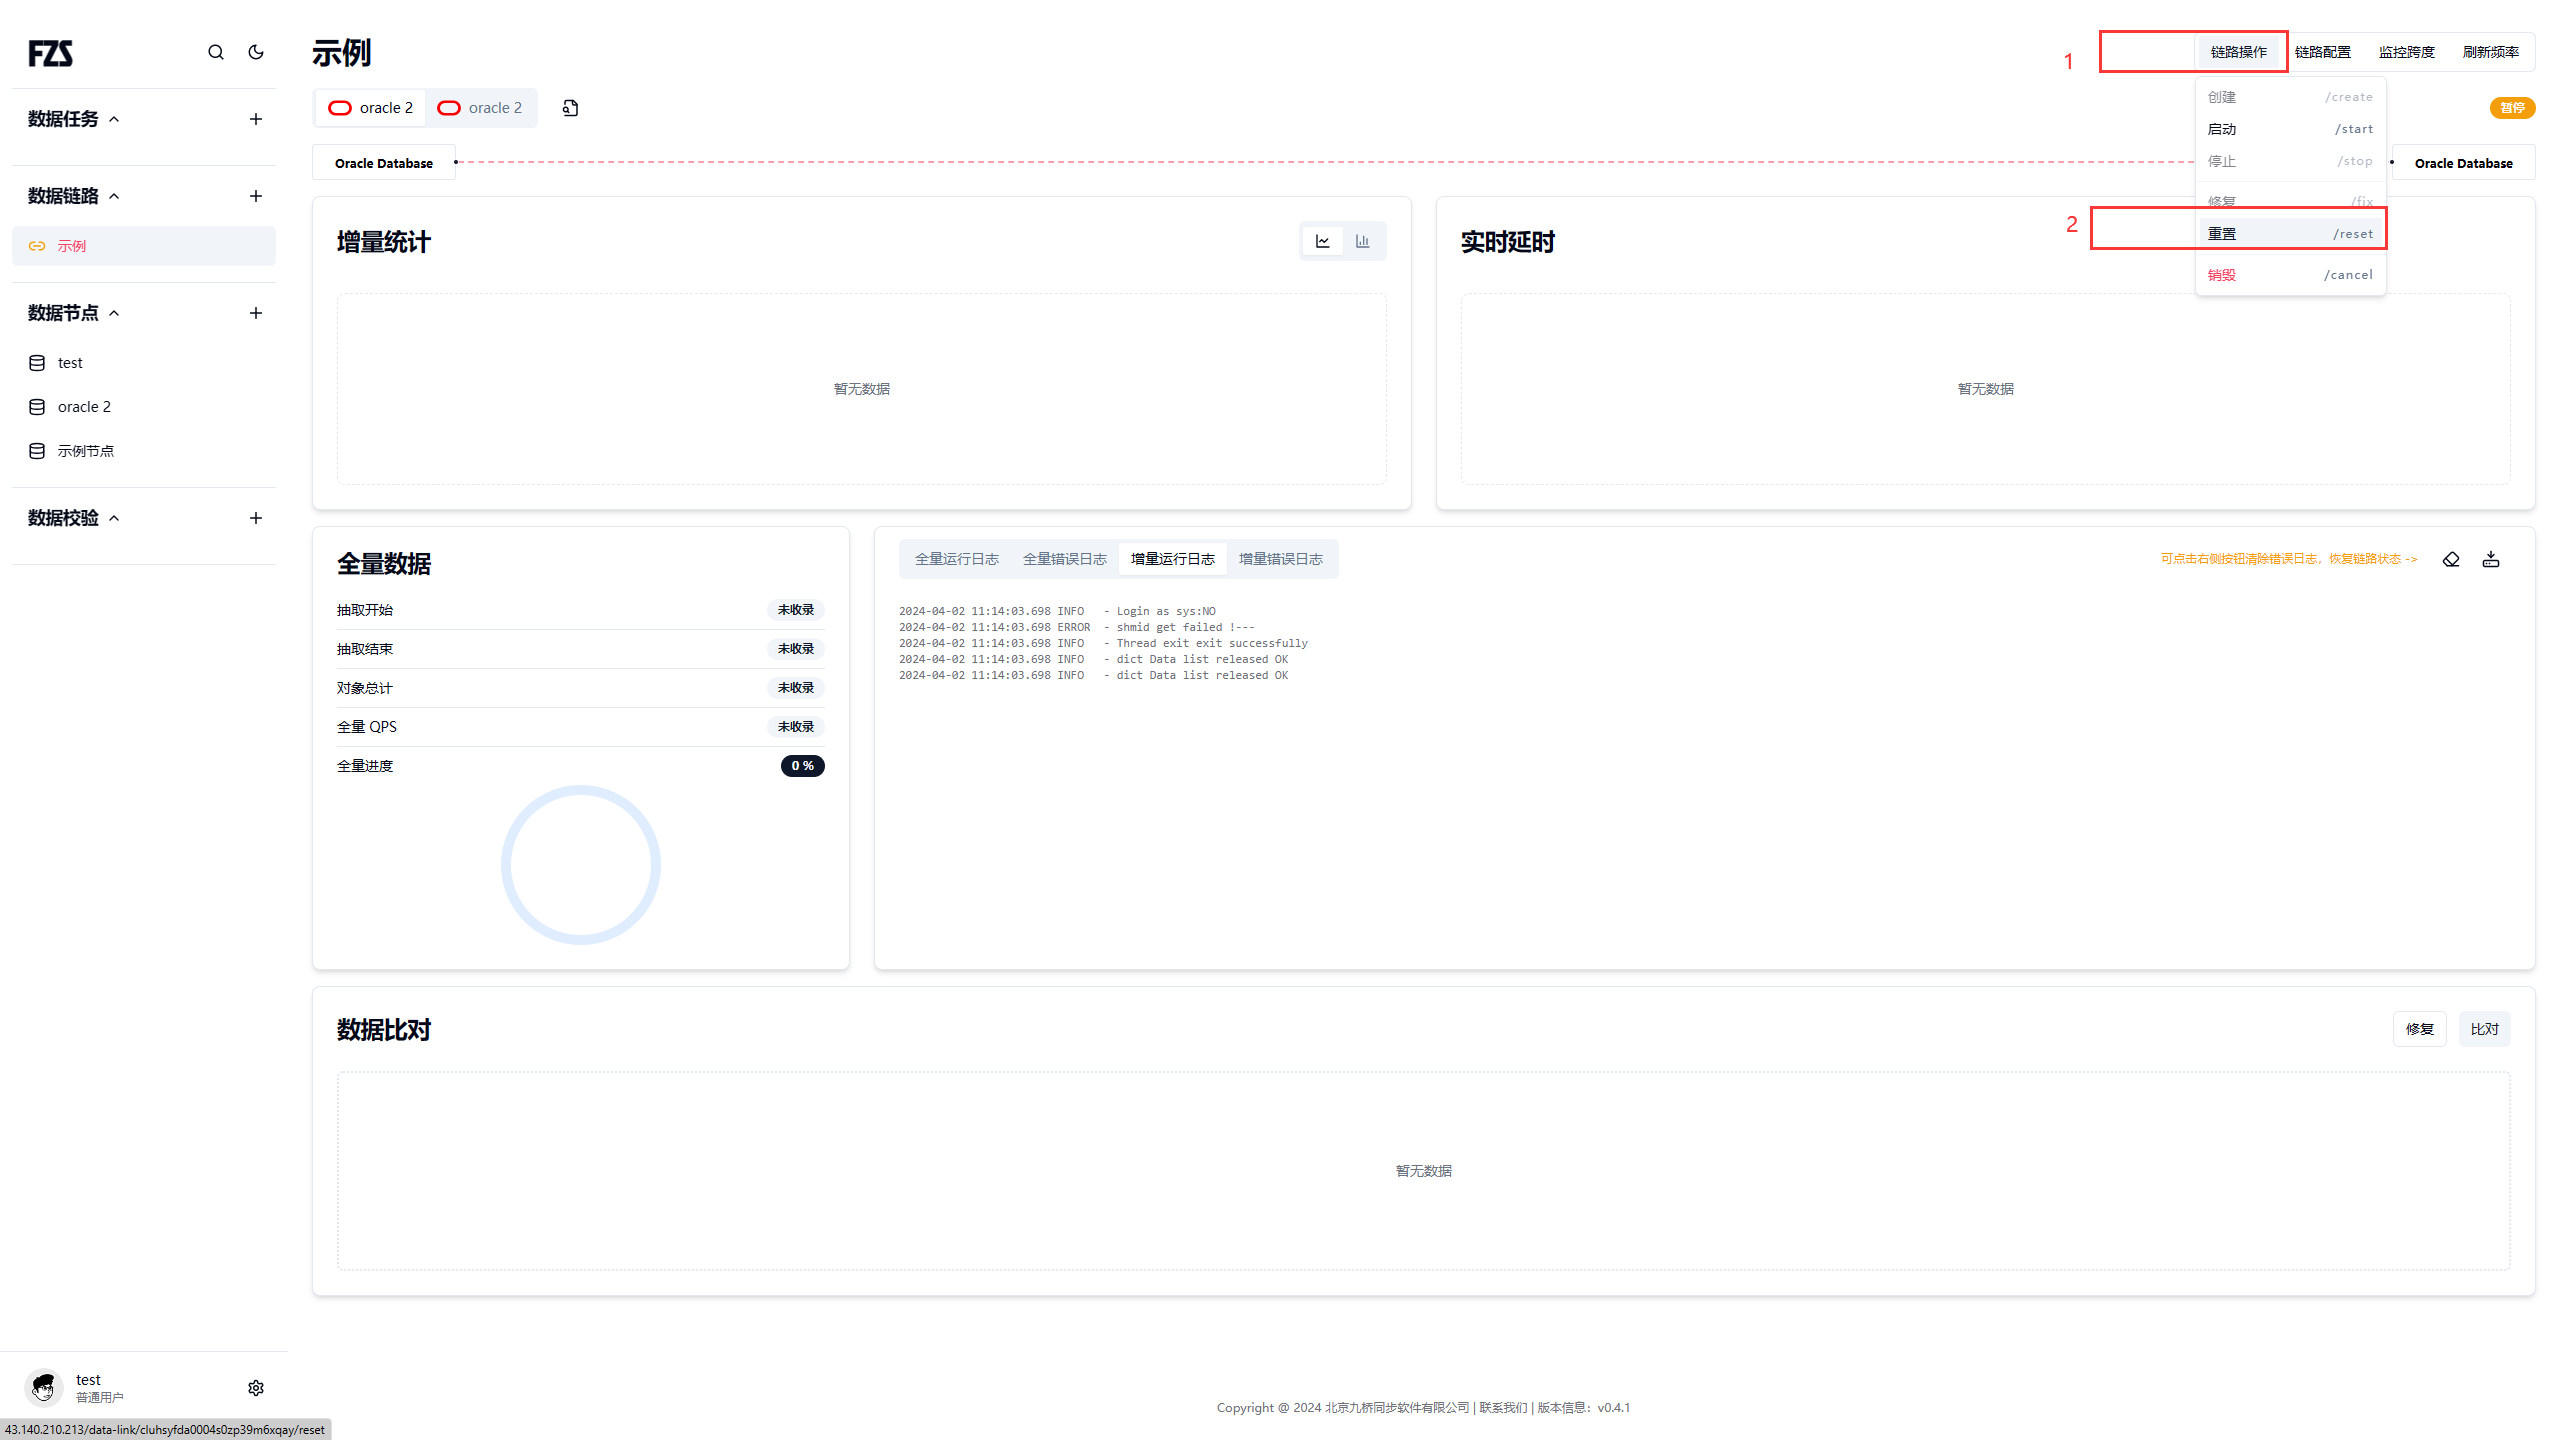 FZS
数据任务
数据链路
示例
数据节点
test
oracle 2
示例节点
数据校验
test
普通用户
43.140.210.213/data-link/cluhsyfda0004s0zp39m6xqay/reset
示例
1
链路操作 链路配置 监控跨度 刷新频率
oracle 2 oracle 2
暂停
创建 /create
启动 /start
停止 /stop
修复 /fix
2
重置 /reset
销毁 /cancel
Oracle Database
Oracle Database
增量统计
暂无数据
实时延时
暂无数据
全量数据
抽取开始 未收录
抽取结束 未收录
对象总计 未收录
全量 QPS 未收录
全量进度 0 %
全量运行日志 全量错误日志 增量运行日志 增量错误日志
可点击右侧按钮清除错误日志，恢复链路状态 ->
2024-04-02 11:14:03.698 INFO - Login as sys:NO
2024-04-02 11:14:03.698 ERROR - shmid get failed !---
2024-04-02 11:14:03.698 INFO - Thread exit exit successfully
2024-04-02 11:14:03.698 INFO - dict Data list released OK
2024-04-02 11:14:03.698 INFO - dict Data list released OK
数据比对
修复 比对
暂无数据
Copyright @ 2024 北京九桥同步软件有限公司 | 联系我们 | 版本信息：v0.4.1